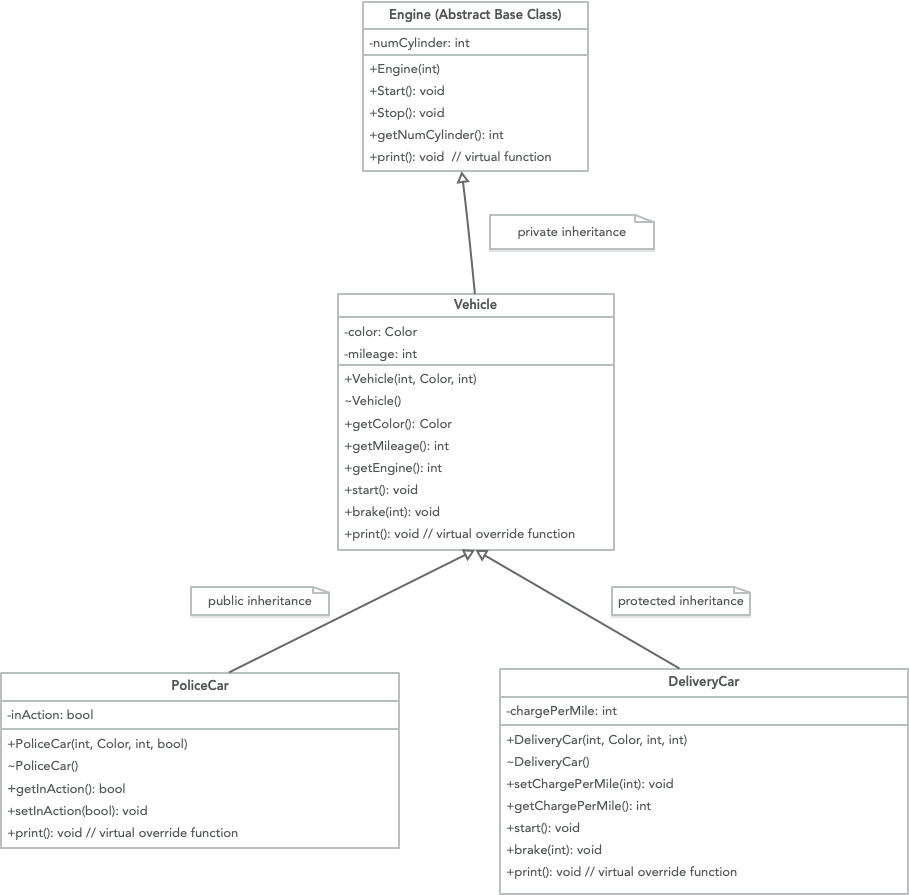 Engine (Abstract Base Class)
-numCylinder: int
+Engine(int)
+Start(): void
+Stop(): void
+getNumCylinder(): int
+print(): void  // virtual function
private inheritance
Vehicle
-color: Color
-mileage: int
+Vehicle(int, Color, int)
~Vehicle()
+getColor(): Color
+getMileage(): int
+getEngine(): int
+start(): void
+brake(int): void
+print(): void // virtual override function
public inheritance
protected inheritance
PoliceCar
-inAction: bool
+PoliceCar(int, Color, int, bool)
~PoliceCar()
+getInAction(): bool
+setInAction(bool): void
+print(): void // virtual override function
DeliveryCar
-chargePerMile: int
+DeliveryCar(int, Color, int, int)
~DeliveryCar()
+setChargePerMile(int): void
+getChargePerMile(): int
+start(): void
+brake(int): void
+print(): void // virtual override function